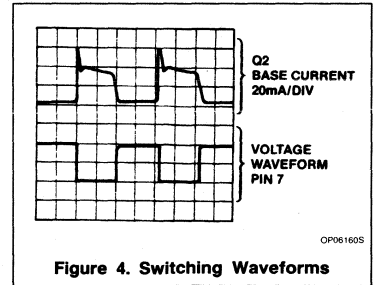 Q2
BASE CURRENT
20mA/DIV
VOLTAGE
WAVEFORM
PIN 7
OP06160S
Figure 4. Switching Waveforms